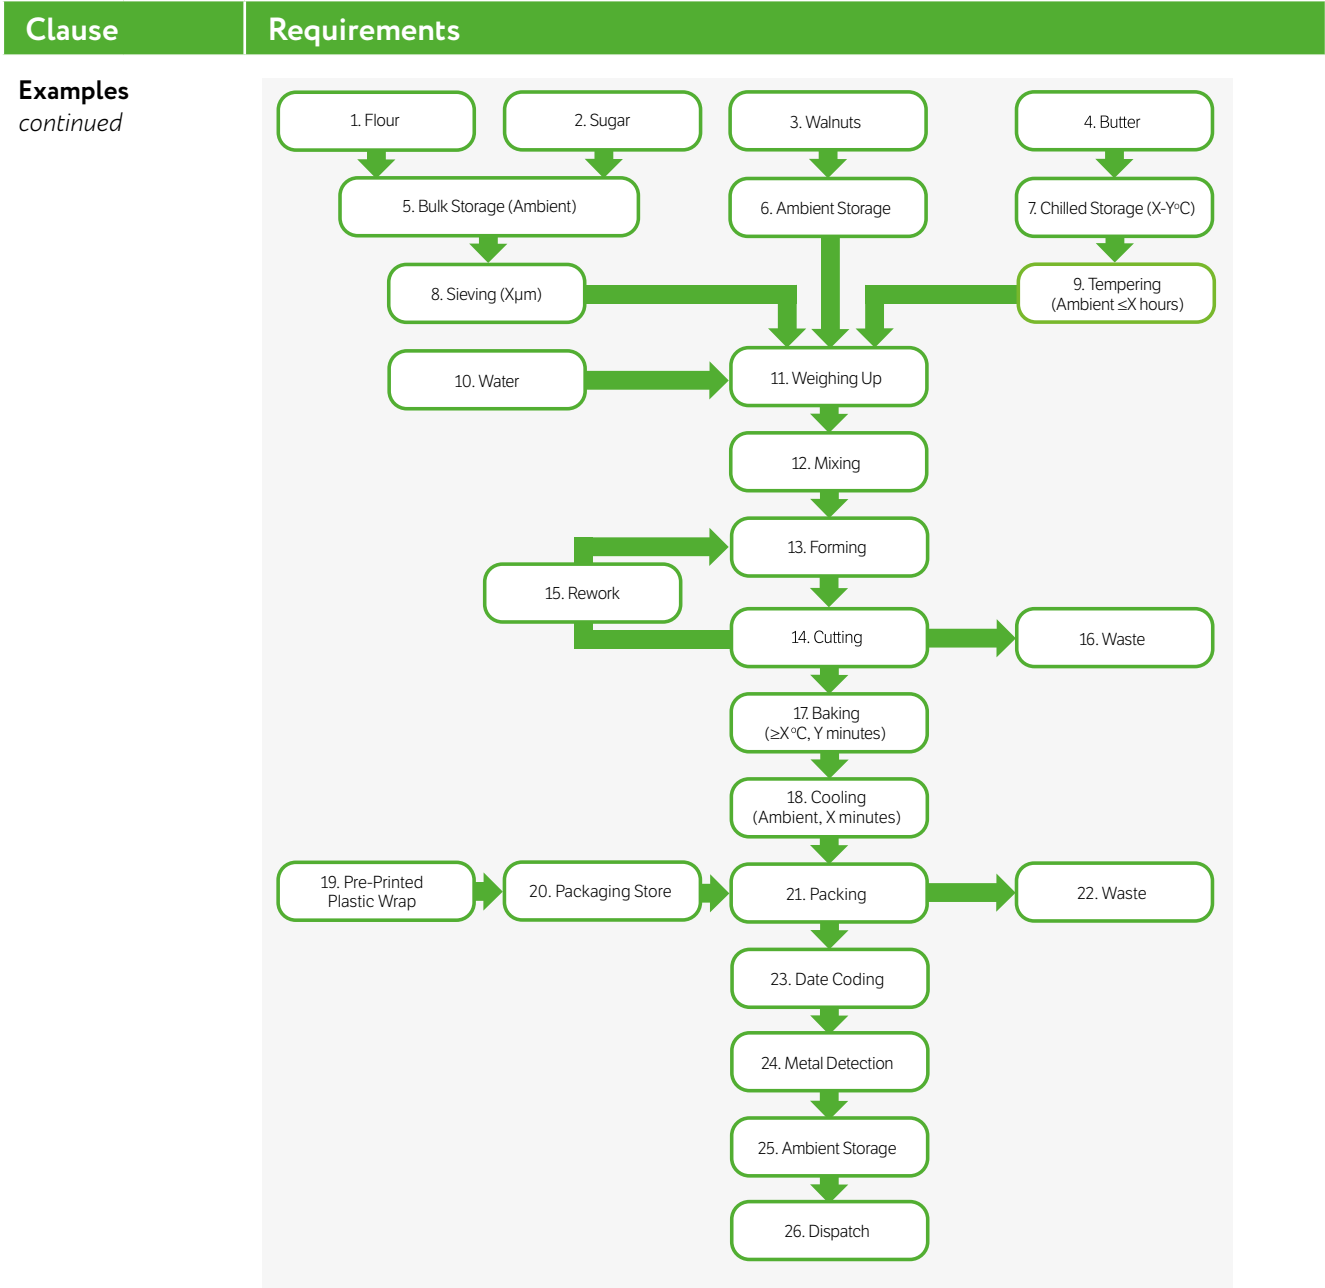 Clause
Requirements
Examples
continued
1. Flour
2. Sugar
3. Walnuts
4. Butter
5. Bulk Storage (Ambient)
6. Ambient Storage
7. Chilled Storage (X-YºC)
8. Sieving (Xµm)
9. Tempering
(Ambient ≤X hours)
10. Water
11. Weighing Up
12. Mixing
13. Forming
15. Rework
14. Cutting
16. Waste
17. Baking
(≥X ºC, Y minutes)
18. Cooling
(Ambient, X minutes)
19. Pre-Printed
Plastic Wrap
20. Packaging Store
21. Packing
22. Waste
23. Date Coding
24. Metal Detection
25. Ambient Storage
26. Dispatch